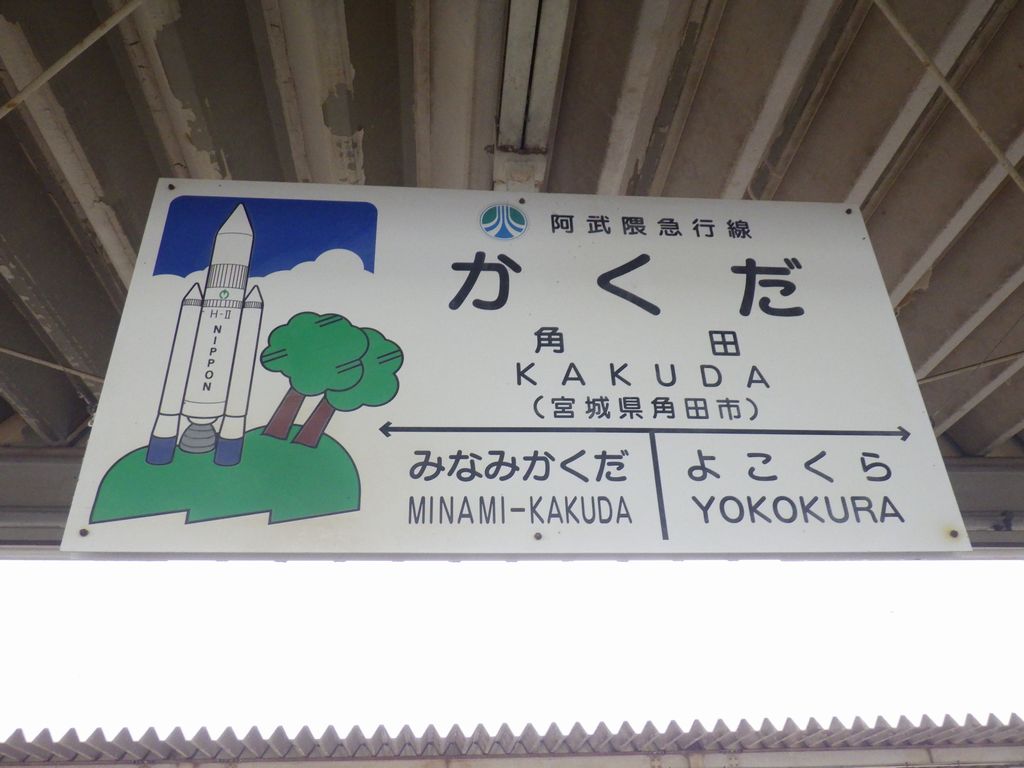 阿武隈急行線
かくだ
角田
KAKUDA
(宮城県角田市)
みなみかくだ
MINAMI-KAKUDA
よこくら
YOKOKURA
H-II
NIPPON